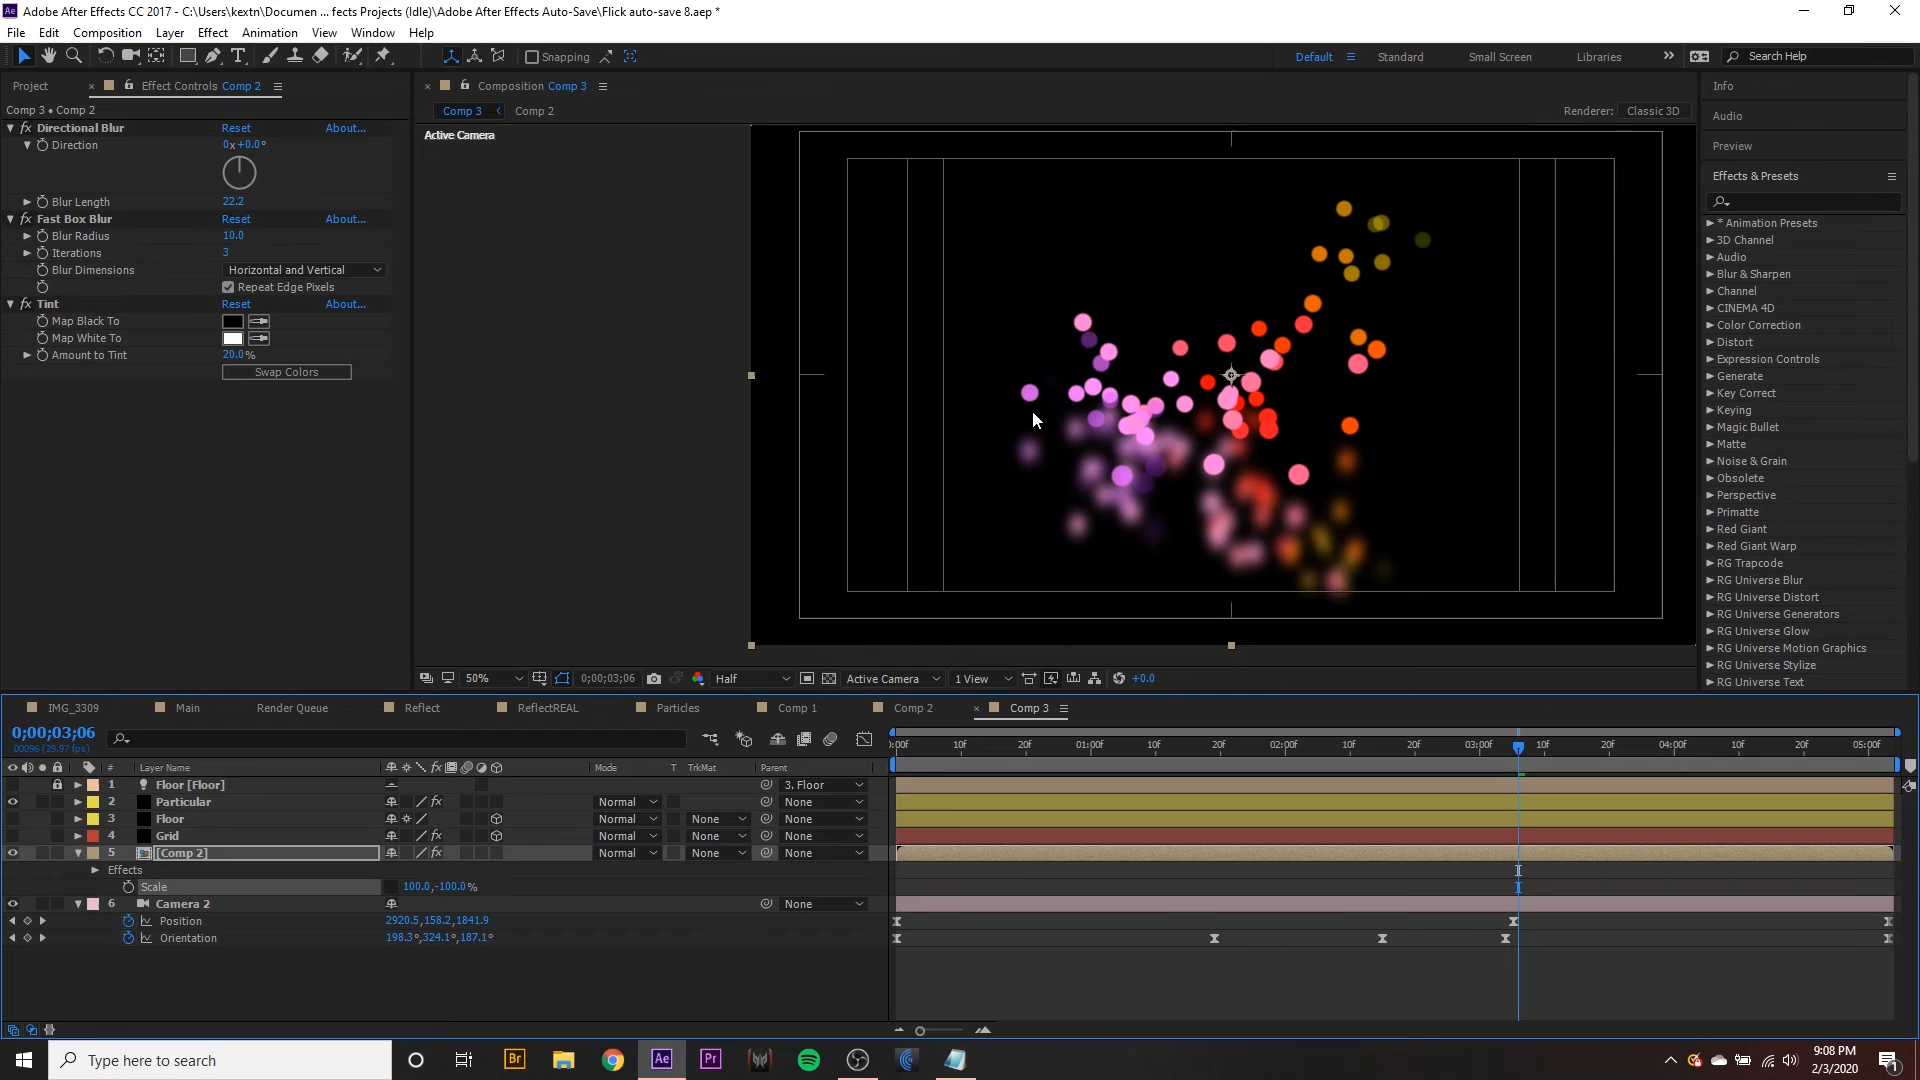 Adobe After Effects CC 2017 - C:\Users\kextn\Documen ... fects Projects (Idle)\Adobe After Effects Auto-Save\Flick auto-save 8.aep *
File Edit Composition Layer Effect Animation View Window Help
Snapping Default Standard Small Screen Libraries Search Help
Project Effect Controls Comp 2
Comp 3 • Comp 2
Directional Blur Reset About...
Direction 0x+0.0°
Blur Length 22.2
Fast Box Blur Reset About...
Blur Radius 10.0
Iterations 3
Blur Dimensions Horizontal and Vertical
Repeat Edge Pixels
Tint Reset About...
Map Black To
Map White To
Amount to Tint 20.0%
Swap Colors
Composition Comp 3
Comp 3 Comp 2
Renderer: Classic 3D
Active Camera
50% 0;00;03;06 Half Active Camera 1 View +0.0
Info
Audio
Preview
Effects & Presets
* Animation Presets
3D Channel
Audio
Blur & Sharpen
Channel
CINEMA 4D
Color Correction
Distort
Expression Controls
Generate
Key Correct
Keying
Magic Bullet
Matte
Noise & Grain
Obsolete
Perspective
Primatte
Red Giant
Red Giant Warp
RG Trapcode
RG Universe Blur
RG Universe Distort
RG Universe Generators
RG Universe Glow
RG Universe Motion Graphics
RG Universe Stylize
RG Universe Text
IMG_3309 Main Render Queue Reflect ReflectREAL Particles Comp 1 Comp 2 Comp 3
0;00;03;06
00096 (29.97 fps)
):00f 10f 20f 01:00f 10f 20f 02:00f 10f 20f 03:00f 10f 20f 04:00f 10f 20f 05:00f
# Layer Name Mode T TrkMat Parent
1 Floor [Floor] 3. Floor
2 Particular Normal None
3 Floor Normal None None
4 Grid Normal None None
5 [Comp 2] Normal None None
Effects
Scale 100.0,-100.0%
6 Camera 2 None
Position 2920.5,158.2,1841.9
Orientation 198.3°,324.1°,187.1°
Type here to search
Br Ae Pr
9:08 PM
2/3/2020
1